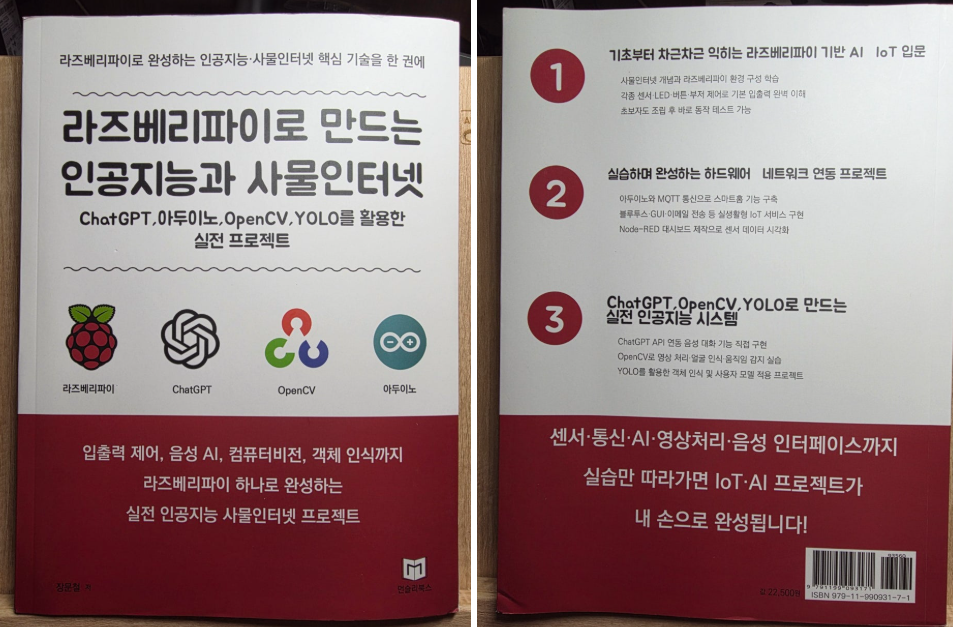 라즈베리파이로 완성하는 인공지능·사물인터넷 핵심 기술을 한 권에
라즈베리파이로 만드는
인공지능과 사물인터넷
ChatGPT,아두이노,OpenCV,YOLO를 활용한
실전 프로젝트
라즈베리파이
ChatGPT
OpenCV
아두이노
입출력 제어, 음성 AI, 컴퓨터비전, 객체 인식까지
라즈베리파이 하나로 완성하는
실전 인공지능 사물인터넷 프로젝트
장문철 저
앤써북스
1
기초부터 차근차근 익히는 라즈베리파이 기반 AI IoT 입문
사물인터넷 개념과 라즈베리파이 환경 구성 학습
각종 센서·LED·버튼·부저 제어로 기본 입출력 완벽 이해
초보자도 조립 후 바로 동작 테스트 가능
2
실습하며 완성하는 하드웨어 네트워크 연동 프로젝트
아두이노와 MQTT 통신으로 스마트홈 기능 구축
블루투스·GUI·이메일 전송 등 실생활형 IoT 서비스 구현
Node-RED 대시보드 제작으로 센서 데이터 시각화
3
ChatGPT,OpenCV,YOLO로 만드는
실전 인공지능 시스템
ChatGPT API 연동 음성 대화 기능 직접 구현
OpenCV로 영상 처리·얼굴 인식·움직임 감지 실습
YOLO를 활용한 객체 인식 및 사용자 모델 적용 프로젝트
센서·통신·AI·영상처리·음성 인터페이스까지
실습만 따라가면 IoT·AI 프로젝트가
내 손으로 완성됩니다!
22,500원
93560
9 791199 093171
ISBN 979-11-990931-7-1